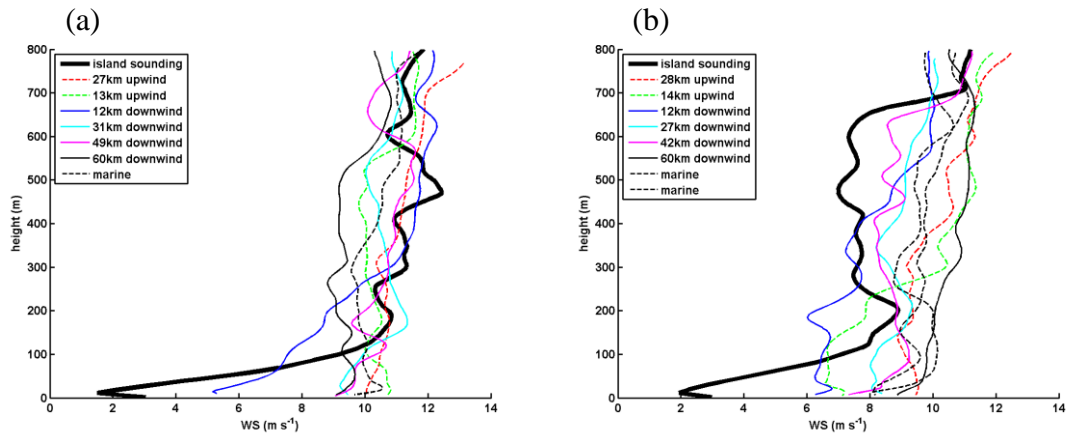 (a)
800
700
600
500
400
300
200
100
0
height (m)
island sounding
27km upwind
13km upwind
12km downwind
31km downwind
49km downwind
60km downwind
marine
0 2 4 6 8 10 12 14
WS (m s⁻¹)
(b)
800
700
600
500
400
300
200
100
0
height (m)
island sounding
28km upwind
14km upwind
12km downwind
27km downwind
42km downwind
60km downwind
marine
marine
0 2 4 6 8 10 12 14
WS (m s⁻¹)